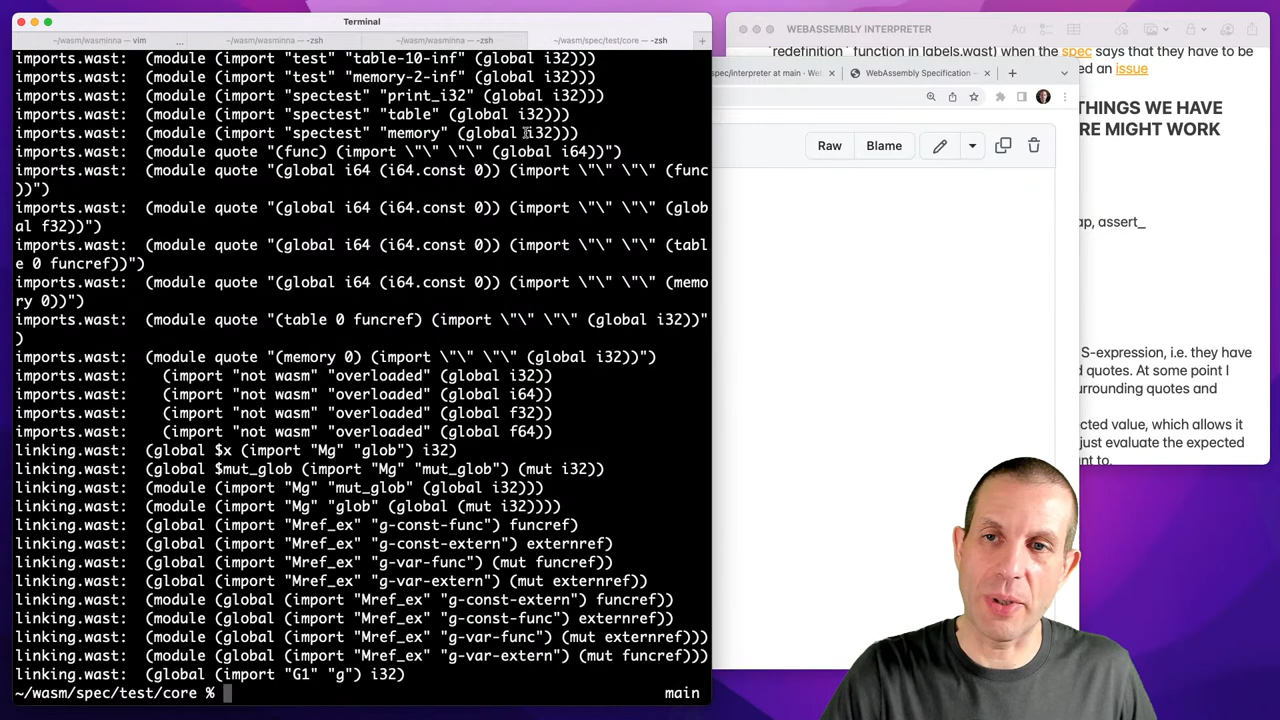 Terminal
~/wasm/wasminna — vim
...
~/wasm/wasminna — -zsh
~/wasm/wasminna — -zsh
~/wasm/spec/test/core — -zsh
imports.wast:  (module (import "test" "table-10-inf" (global i32)))
imports.wast:  (module (import "test" "memory-2-inf" (global i32)))
imports.wast:  (module (import "spectest" "print_i32" (global i32)))
imports.wast:  (module (import "spectest" "table" (global i32)))
imports.wast:  (module (import "spectest" "memory" (global i32)))
imports.wast:  (module quote "(func) (import \"\" \"\" (global i64))")
imports.wast:  (module quote "(global i64 (i64.const 0)) (import \"\" \"\" (func
))")
imports.wast:  (module quote "(global i64 (i64.const 0)) (import \"\" \"\" (glob
al f32))")
imports.wast:  (module quote "(global i64 (i64.const 0)) (import \"\" \"\" (tabl
e 0 funcref))")
imports.wast:  (module quote "(global i64 (i64.const 0)) (import \"\" \"\" (memo
ry 0))")
imports.wast:  (module quote "(table 0 funcref) (import \"\" \"\" (global i32))"
)
imports.wast:  (module quote "(memory 0) (import \"\" \"\" (global i32))")
imports.wast:    (import "not wasm" "overloaded" (global i32))
imports.wast:    (import "not wasm" "overloaded" (global i64))
imports.wast:    (import "not wasm" "overloaded" (global f32))
imports.wast:    (import "not wasm" "overloaded" (global f64))
linking.wast:  (global $x (import "Mg" "glob") i32)
linking.wast:  (global $mut_glob (import "Mg" "mut_glob") (mut i32))
linking.wast:  (module (import "Mg" "mut_glob" (global i32)))
linking.wast:  (module (import "Mg" "glob" (global (mut i32))))
linking.wast:  (global (import "Mref_ex" "g-const-func") funcref)
linking.wast:  (global (import "Mref_ex" "g-const-extern") externref)
linking.wast:  (global (import "Mref_ex" "g-var-func") (mut funcref))
linking.wast:  (global (import "Mref_ex" "g-var-extern") (mut externref))
linking.wast:  (module (global (import "Mref_ex" "g-const-extern") funcref))
linking.wast:  (module (global (import "Mref_ex" "g-const-func") externref))
linking.wast:  (module (global (import "Mref_ex" "g-var-func") (mut externref)))
linking.wast:  (module (global (import "Mref_ex" "g-var-extern") (mut funcref)))
linking.wast:  (global (import "G1" "g") i32)
~/wasm/spec/test/core % main
WEBASSEMBLY INTERPRETER
`redefinition` function in labels.wast) when the spec says that they have to be
ed an issue
spec/interpreter at main · We
WebAssembly Specification —
THINGS WE HAVE
RE MIGHT WORK
Raw
Blame
ap, assert_
S-expression, i.e. they have
d quotes. At some point I
urrounding quotes and
cted value, which allows it
just evaluate the expected
nt to.